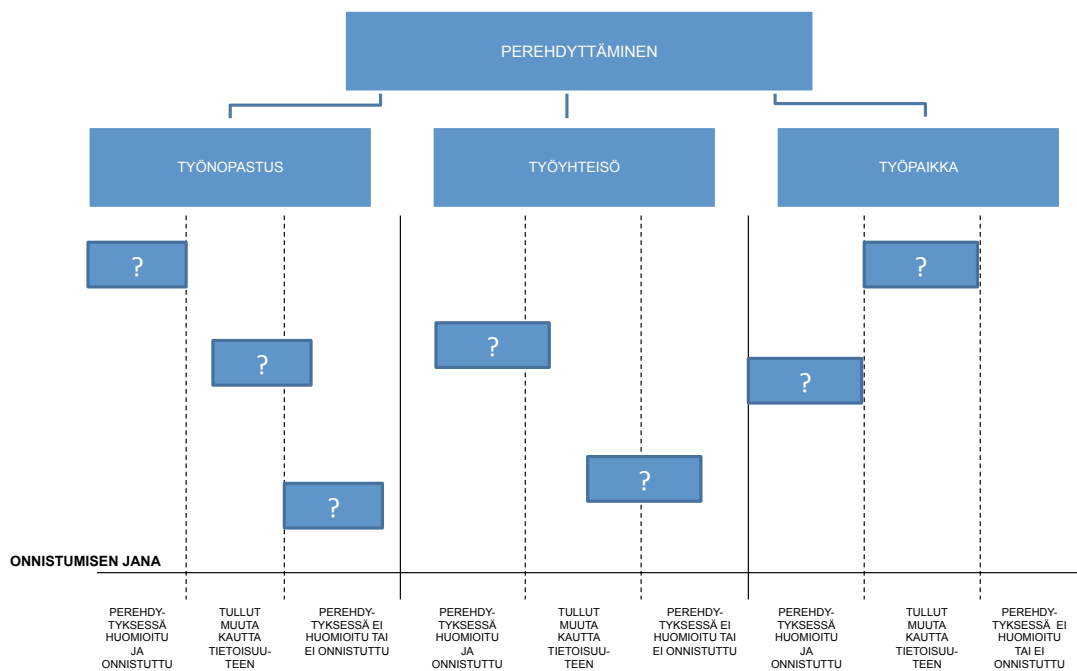 PEREHDYTTÄMINEN
TYÖNOPASTUS
TYÖYHTEISÖ
TYÖPAIKKA
?
?
?
?
?
?
?
ONNISTUMISEN JANA
PEREHDY-
TYKSESSÄ
HUOMIOITU
JA
ONNISTUTTU
TULLUT
MUUTA
KAUTTA
TIETOISUU-
TEEN
PEREHDY-
TYKSESSÄ EI
HUOMIOITU TAI
EI ONNISTUTTU
PEREHDY-
TYKSESSÄ
HUOMIOITU
JA
ONNISTUTTU
TULLUT
MUUTA
KAUTTA
TIETOISUU-
TEEN
PEREHDY-
TYKSESSÄ EI
HUOMIOITU TAI
EI ONNISTUTTU
PEREHDY-
TYKSESSÄ
HUOMIOITU
JA
ONNISTUTTU
TULLUT
MUUTA
KAUTTA
TIETOISUU-
TEEN
PEREHDY-
TYKSESSÄ EI
HUOMIOITU
TAI EI
ONNISTUTTU